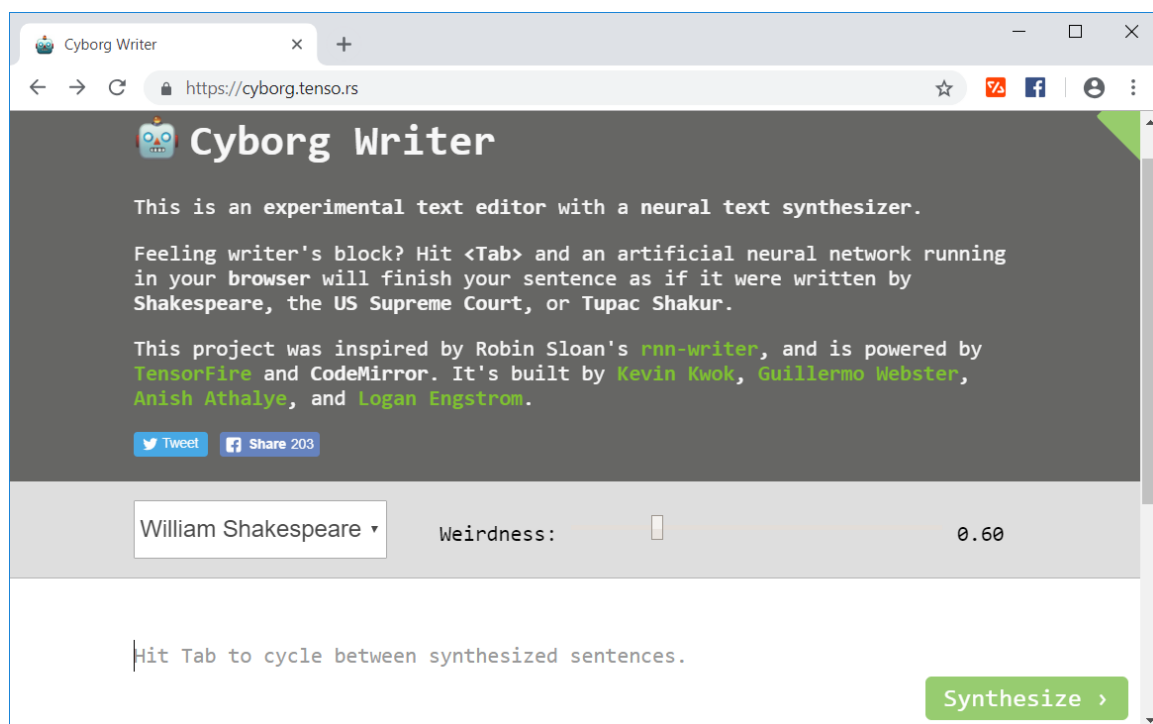 Cyborg Writer
https://cyborg.tenso.rs
Cyborg Writer
This is an experimental text editor with a neural text synthesizer.
Feeling writer's block? Hit <Tab> and an artificial neural network running
in your browser will finish your sentence as if it were written by
Shakespeare, the US Supreme Court, or Tupac Shakur.
This project was inspired by Robin Sloan's rnn-writer, and is powered by
TensorFire and CodeMirror. It's built by Kevin Kwok, Guillermo Webster,
Anish Athalye, and Logan Engstrom.
Tweet Share 203
William Shakespeare Weirdness: 0.60
Hit Tab to cycle between synthesized sentences.
Synthesize ›